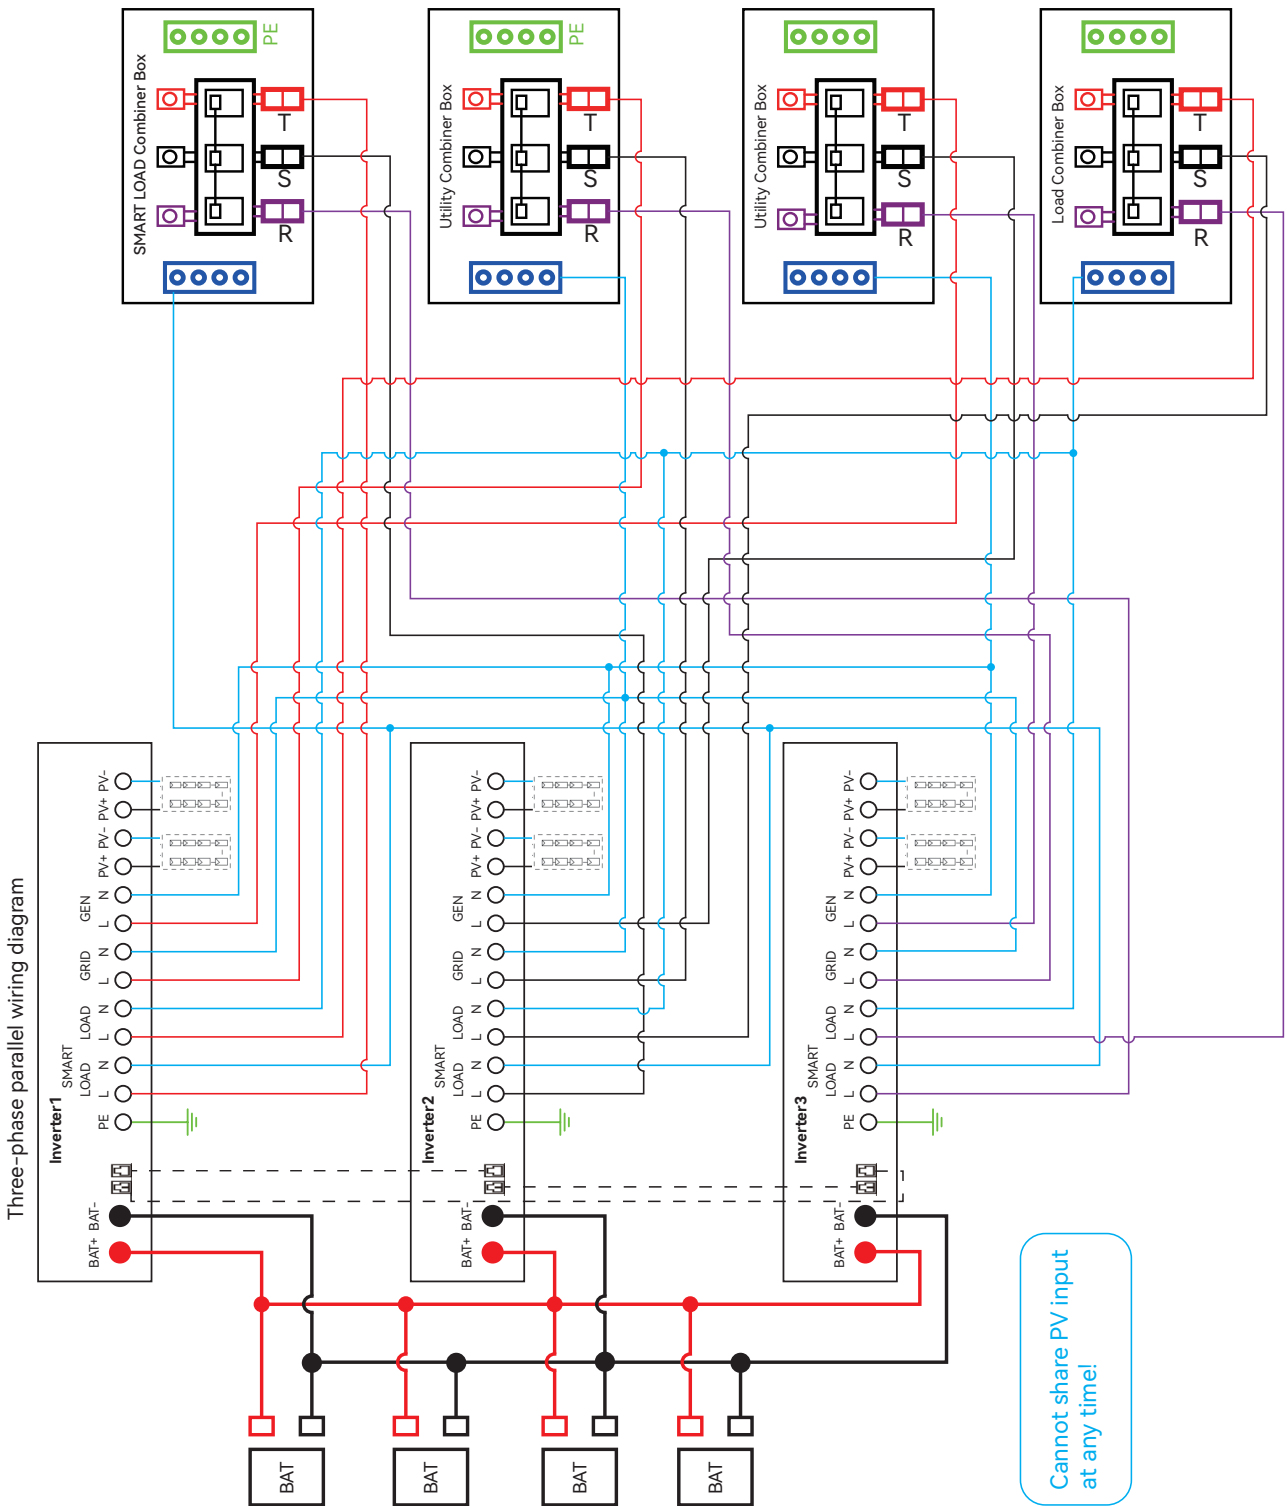 Three-phase parallel wiring diagram
SMART LOAD Combiner Box
PE
T
S
R
Utility Combiner Box
PE
T
S
R
Utility Combiner Box
T
S
R
Load Combiner Box
T
S
R
Inverter1
PV-
PV+
PV-
PV+
GEN
N
L
GRID
N
L
LOAD
N
L
SMART
LOAD
N
L
PE
BAT-
BAT+
Inverter2
PV-
PV+
PV-
PV+
GEN
N
L
GRID
N
L
LOAD
N
L
SMART
LOAD
N
L
PE
BAT-
BAT+
Inverter3
PV-
PV+
PV-
PV+
GEN
N
L
GRID
N
L
LOAD
N
L
SMART
LOAD
N
L
PE
BAT-
BAT+
BAT
BAT
BAT
BAT
Cannot share PV input
at any time!